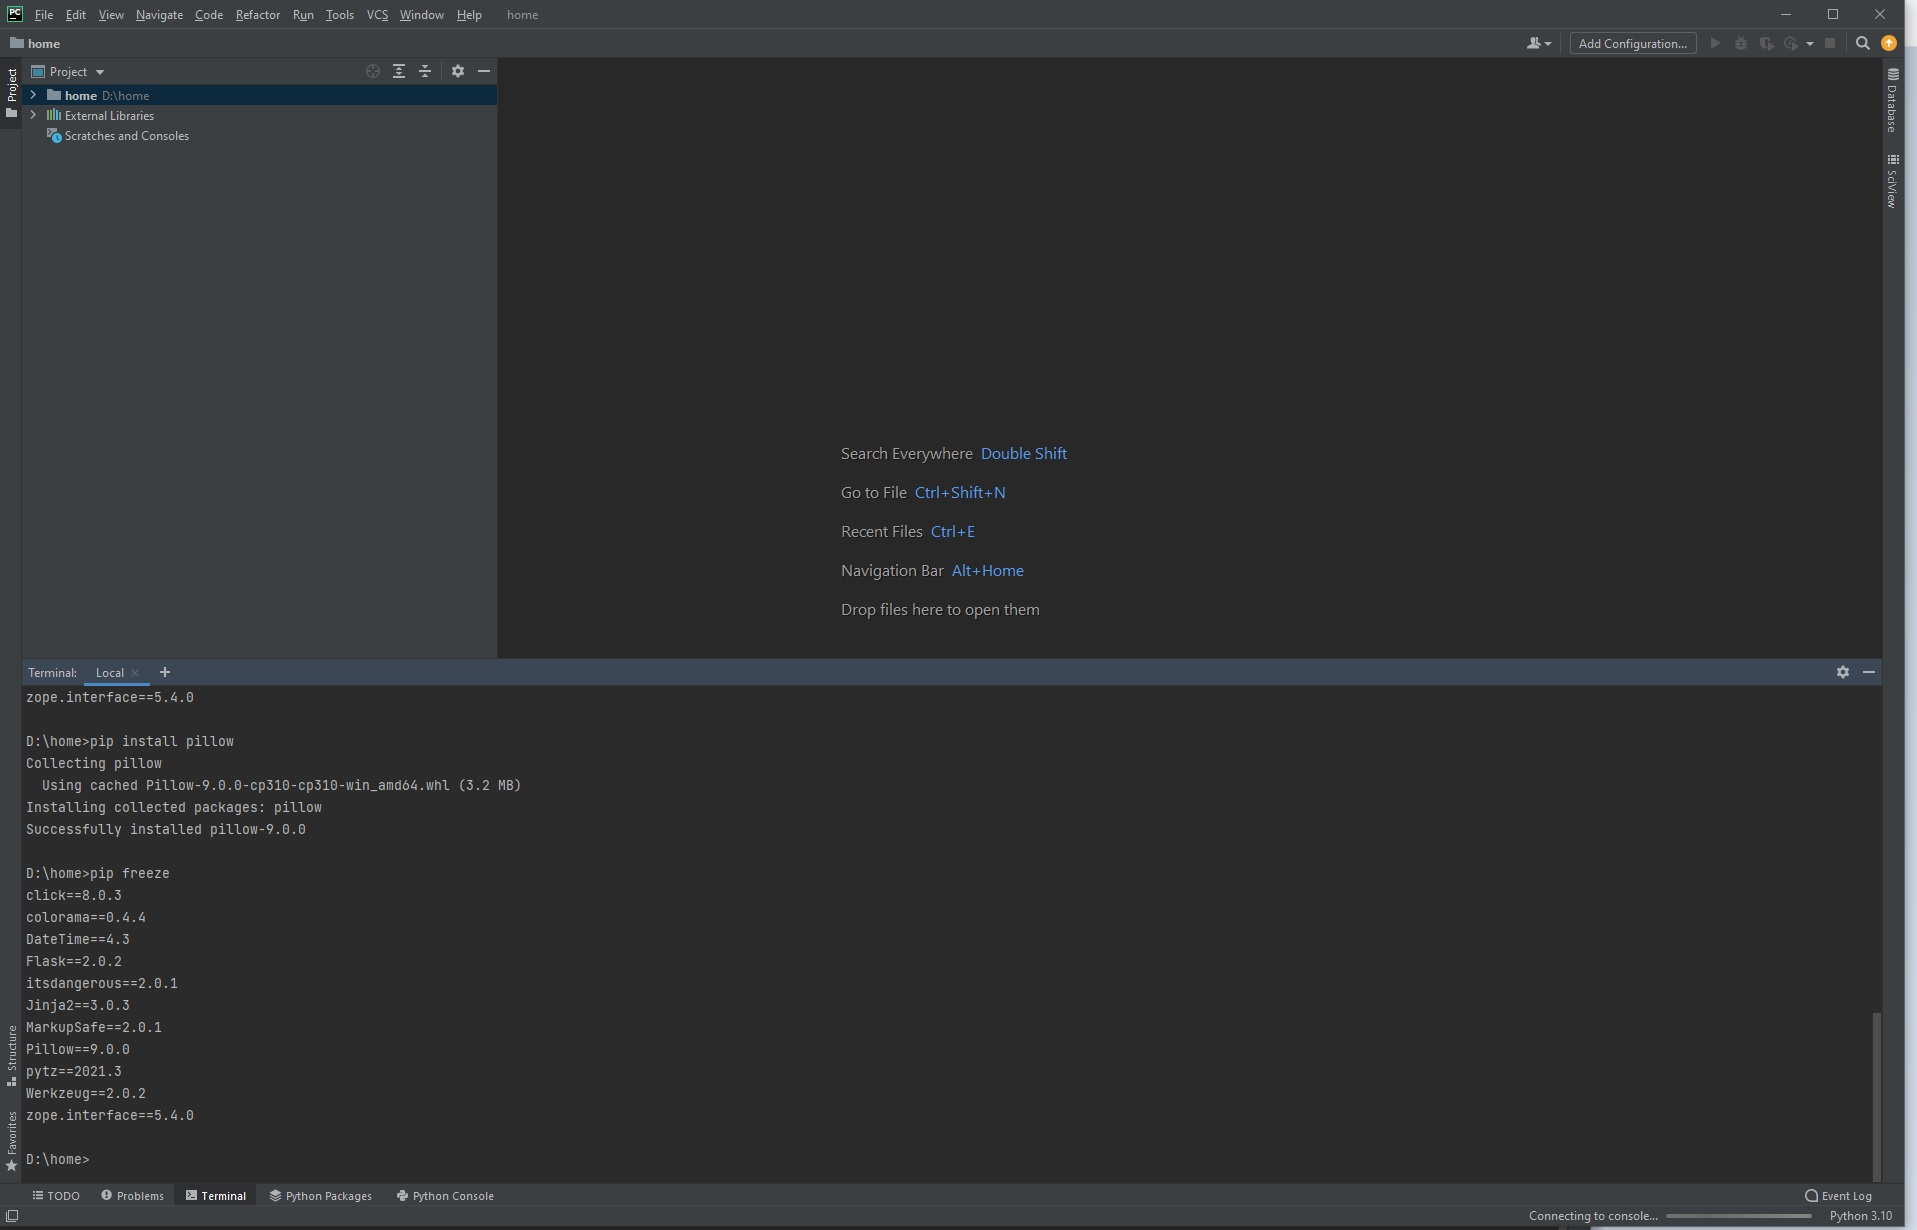 PC File Edit View Navigate Code Refactor Run Tools VCS Window Help home
home
Add Configuration...
Project
Project
home D:\home
External Libraries
Scratches and Consoles
Database
SciView
Search Everywhere Double Shift
Go to File Ctrl+Shift+N
Recent Files Ctrl+E
Navigation Bar Alt+Home
Drop files here to open them
Terminal: Local
zope.interface==5.4.0
D:\home>pip install pillow
Collecting pillow
Using cached Pillow-9.0.0-cp310-cp310-win_amd64.whl (3.2 MB)
Installing collected packages: pillow
Successfully installed pillow-9.0.0
D:\home>pip freeze
click==8.0.3
colorama==0.4.4
DateTime==4.3
Flask==2.0.2
itsdangerous==2.0.1
Jinja2==3.0.3
MarkupSafe==2.0.1
Pillow==9.0.0
pytz==2021.3
Werkzeug==2.0.2
zope.interface==5.4.0
D:\home>
Structure
Favorites
TODO Problems Terminal Python Packages Python Console Event Log
Connecting to console... Python 3.10